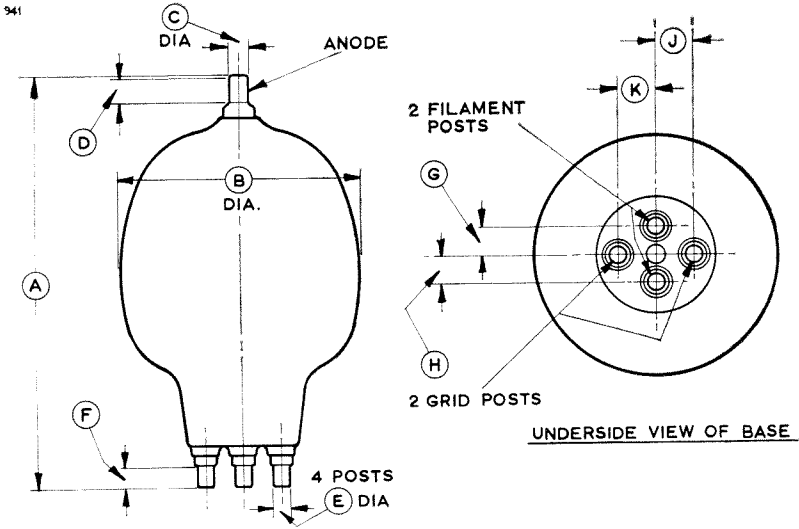 941
C
DIA
ANODE
D
B
DIA.
A
F
4 POSTS
E DIA
J
K
2 FILAMENT
POSTS
G
H
2 GRID POSTS
UNDERSIDE VIEW OF BASE